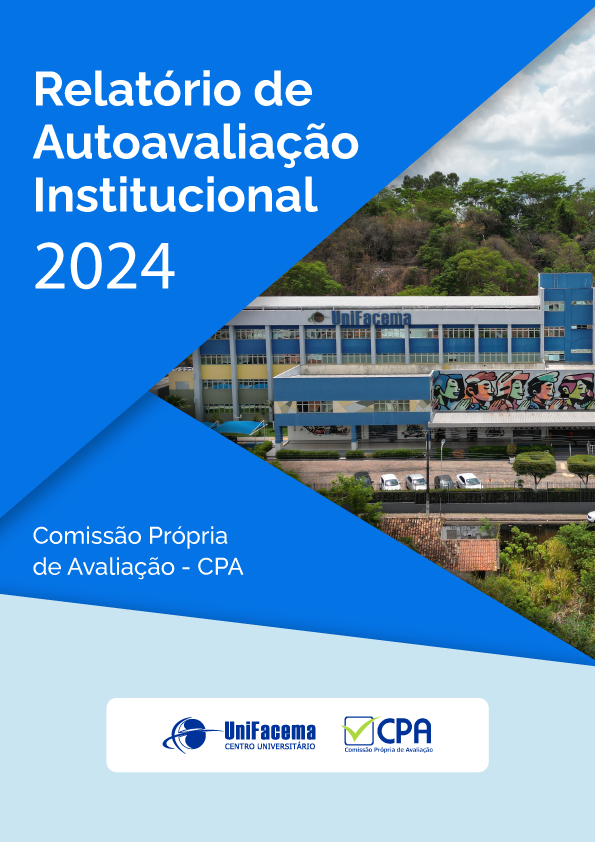 Relatório de
Autoavaliação
Institucional
2024
UniFacema
Comissão Própria
de Avaliação - CPA
UniFacema
CENTRO UNIVERSITÁRIO
CPA
Comissão Própria de Avaliação